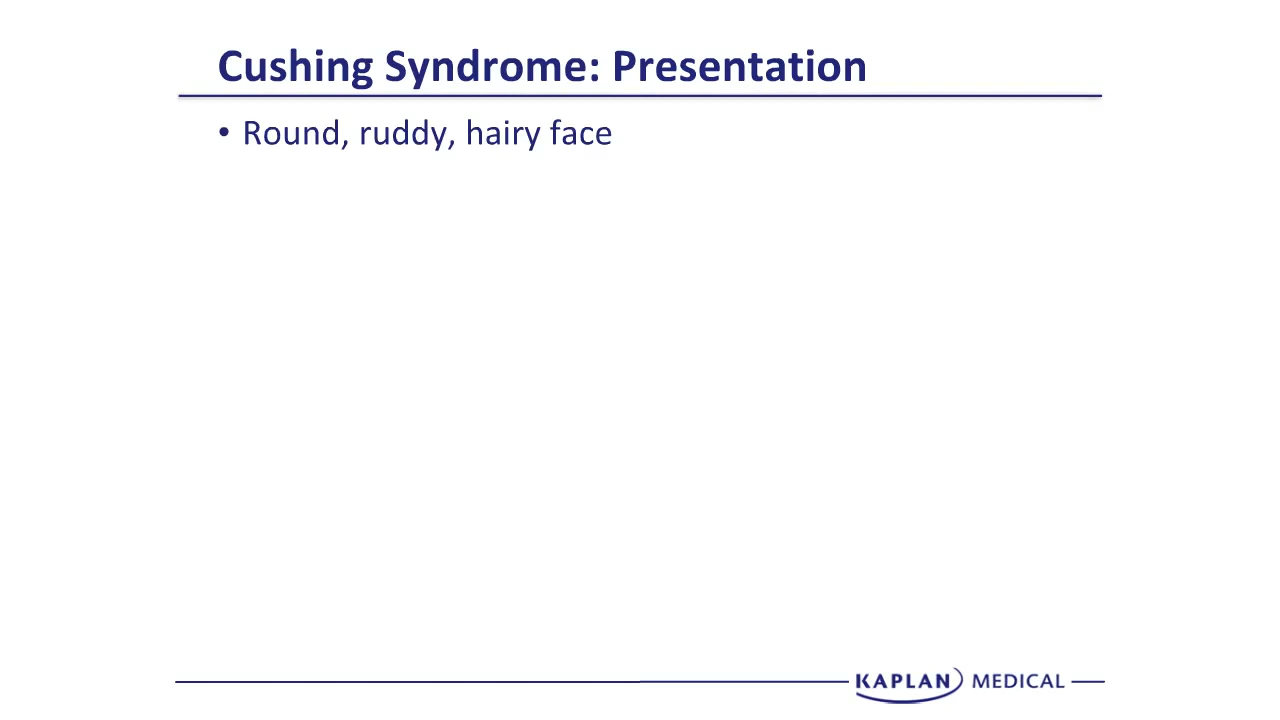 Cushing Syndrome: Presentation
• Round, ruddy, hairy face
KAPLAN MEDICAL